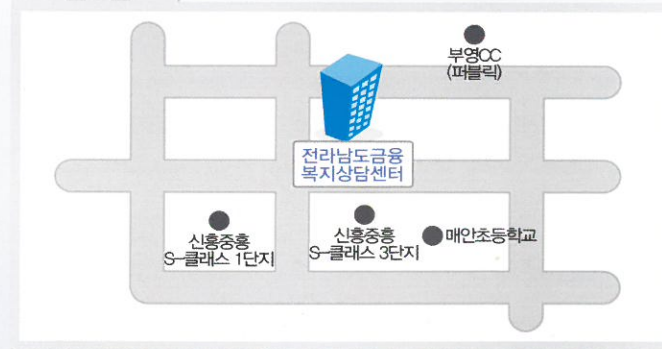 부영CC
(퍼블릭)
전라남도금융
복지상담센터
신흥중흥
S-클래스 1단지
신흥중흥
S-클래스 3단지
매안초등학교